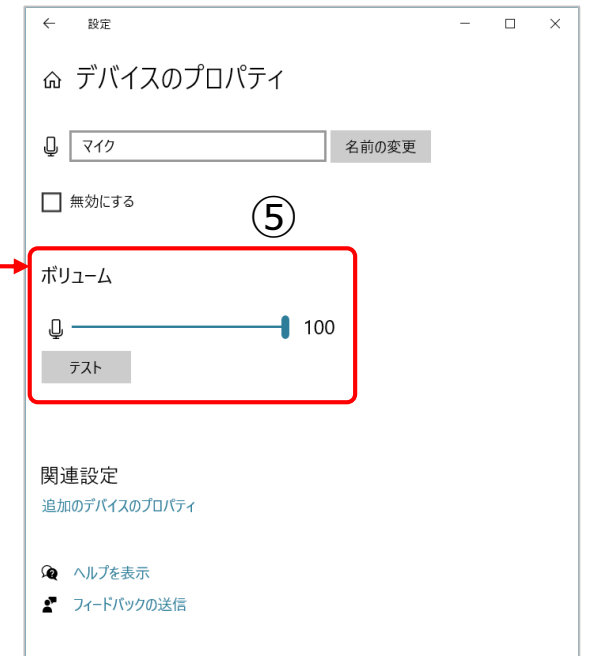 設定
デバイスのプロパティ
マイク
名前の変更
無効にする
⑤
ボリューム
100
テスト
関連設定
追加のデバイスのプロパティ
ヘルプを表示
フィードバックの送信